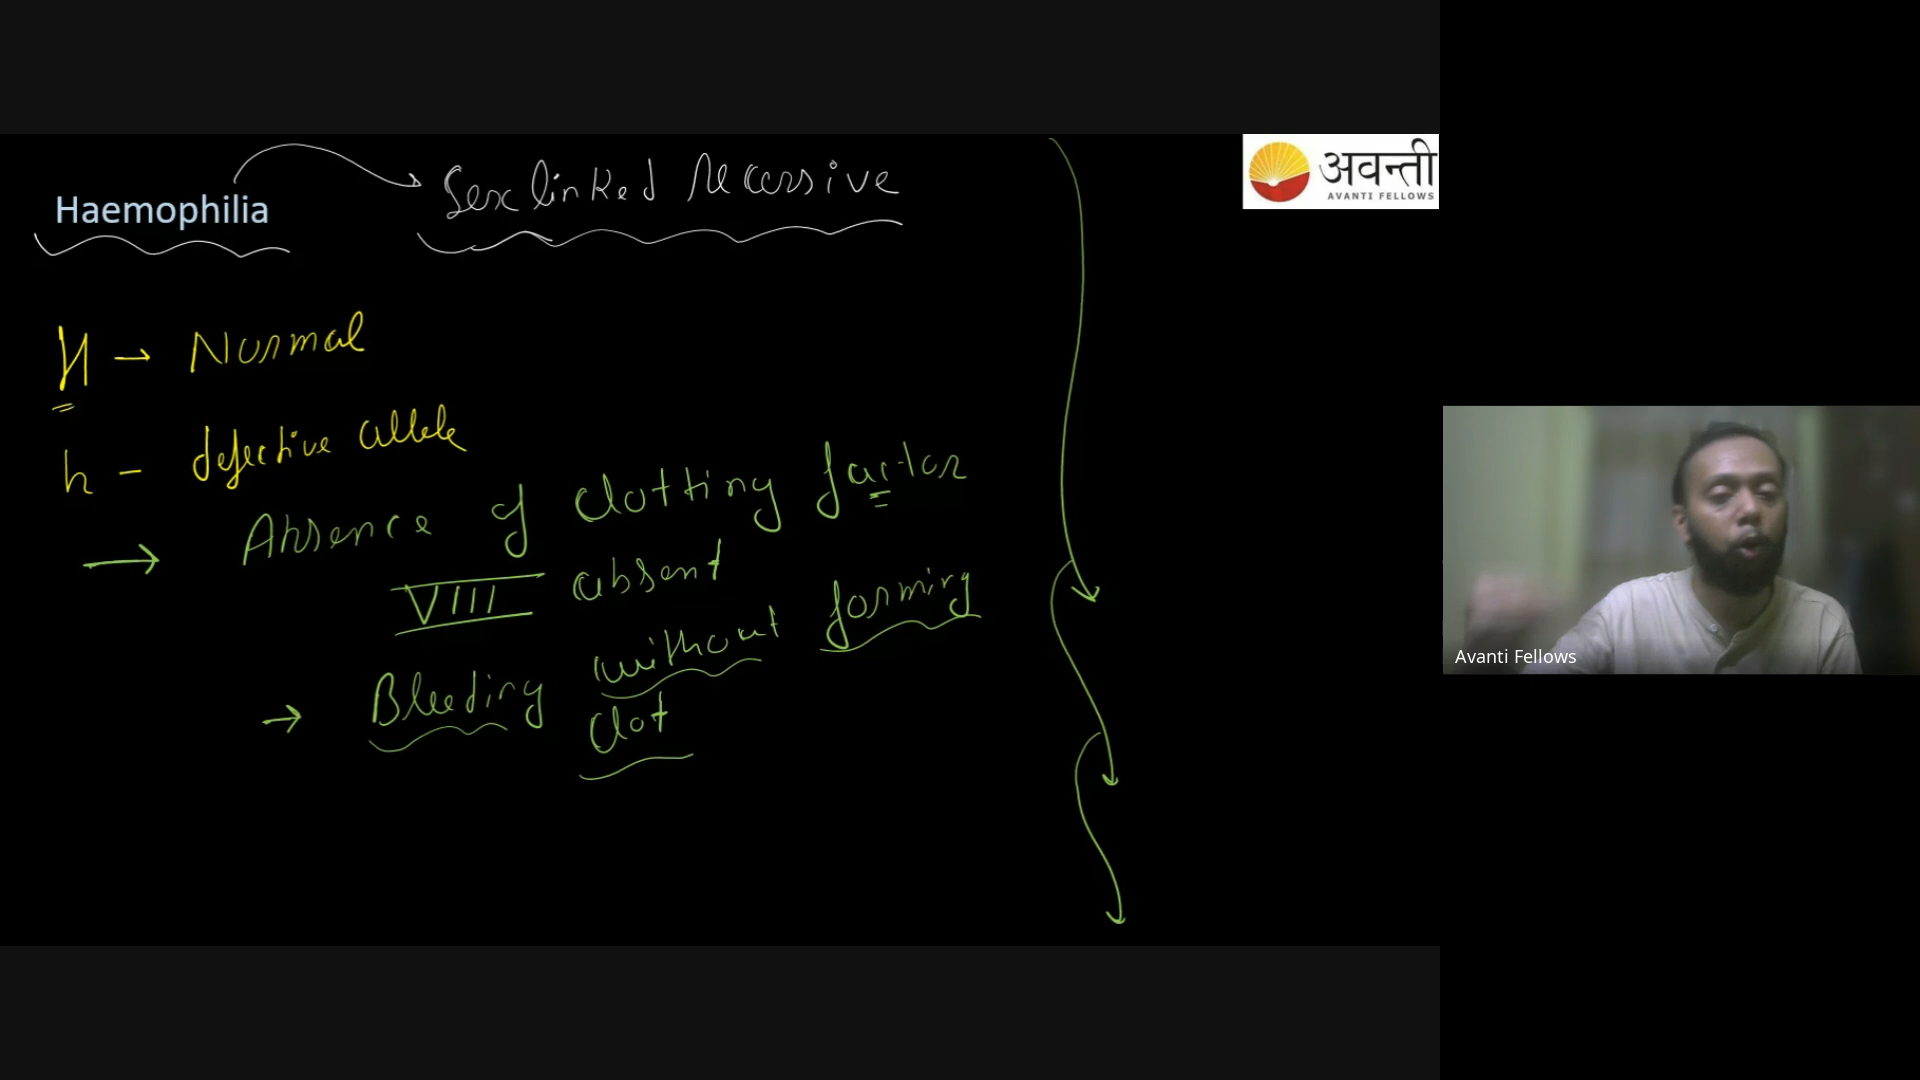 Haemophilia
Sex linked recessive
H → Normal
h – defective allele
→ Absence of clotting factor
VIII absent
→ Bleeding without forming
clot
अवन्ती
AVANTI FELLOWS
Avanti Fellows